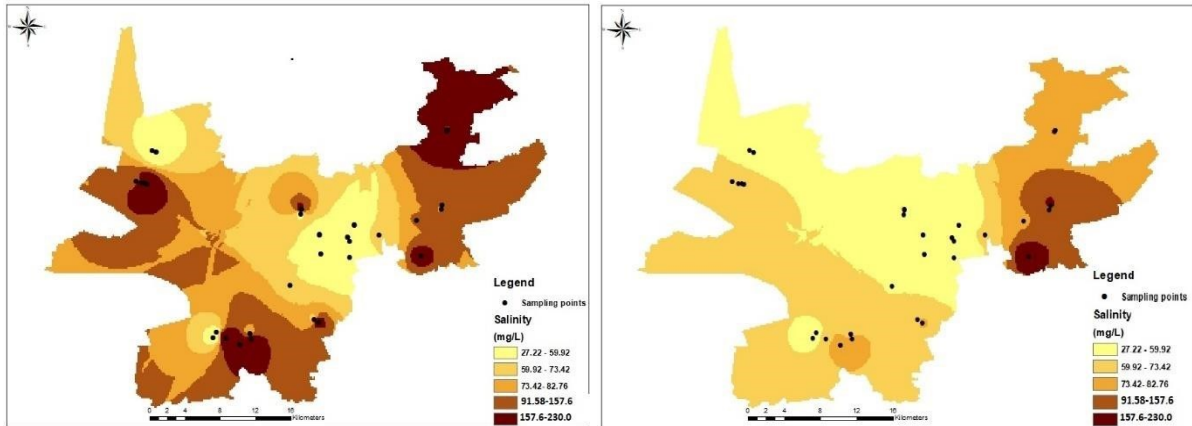 Legend
Sampling points
Salinity
(mg/L)
27.22 - 59.92
59.92 - 73.42
73.42 - 82.76
91.58-157.6
157.6-230.0
0 2 4 8 12 16
Kilometers
Legend
Sampling points
Salinity
(mg/L)
27.22 - 59.92
59.92 - 73.42
73.42 - 82.76
91.58-157.6
157.6-230.0
0 2 4 8 12 16
Kilometers